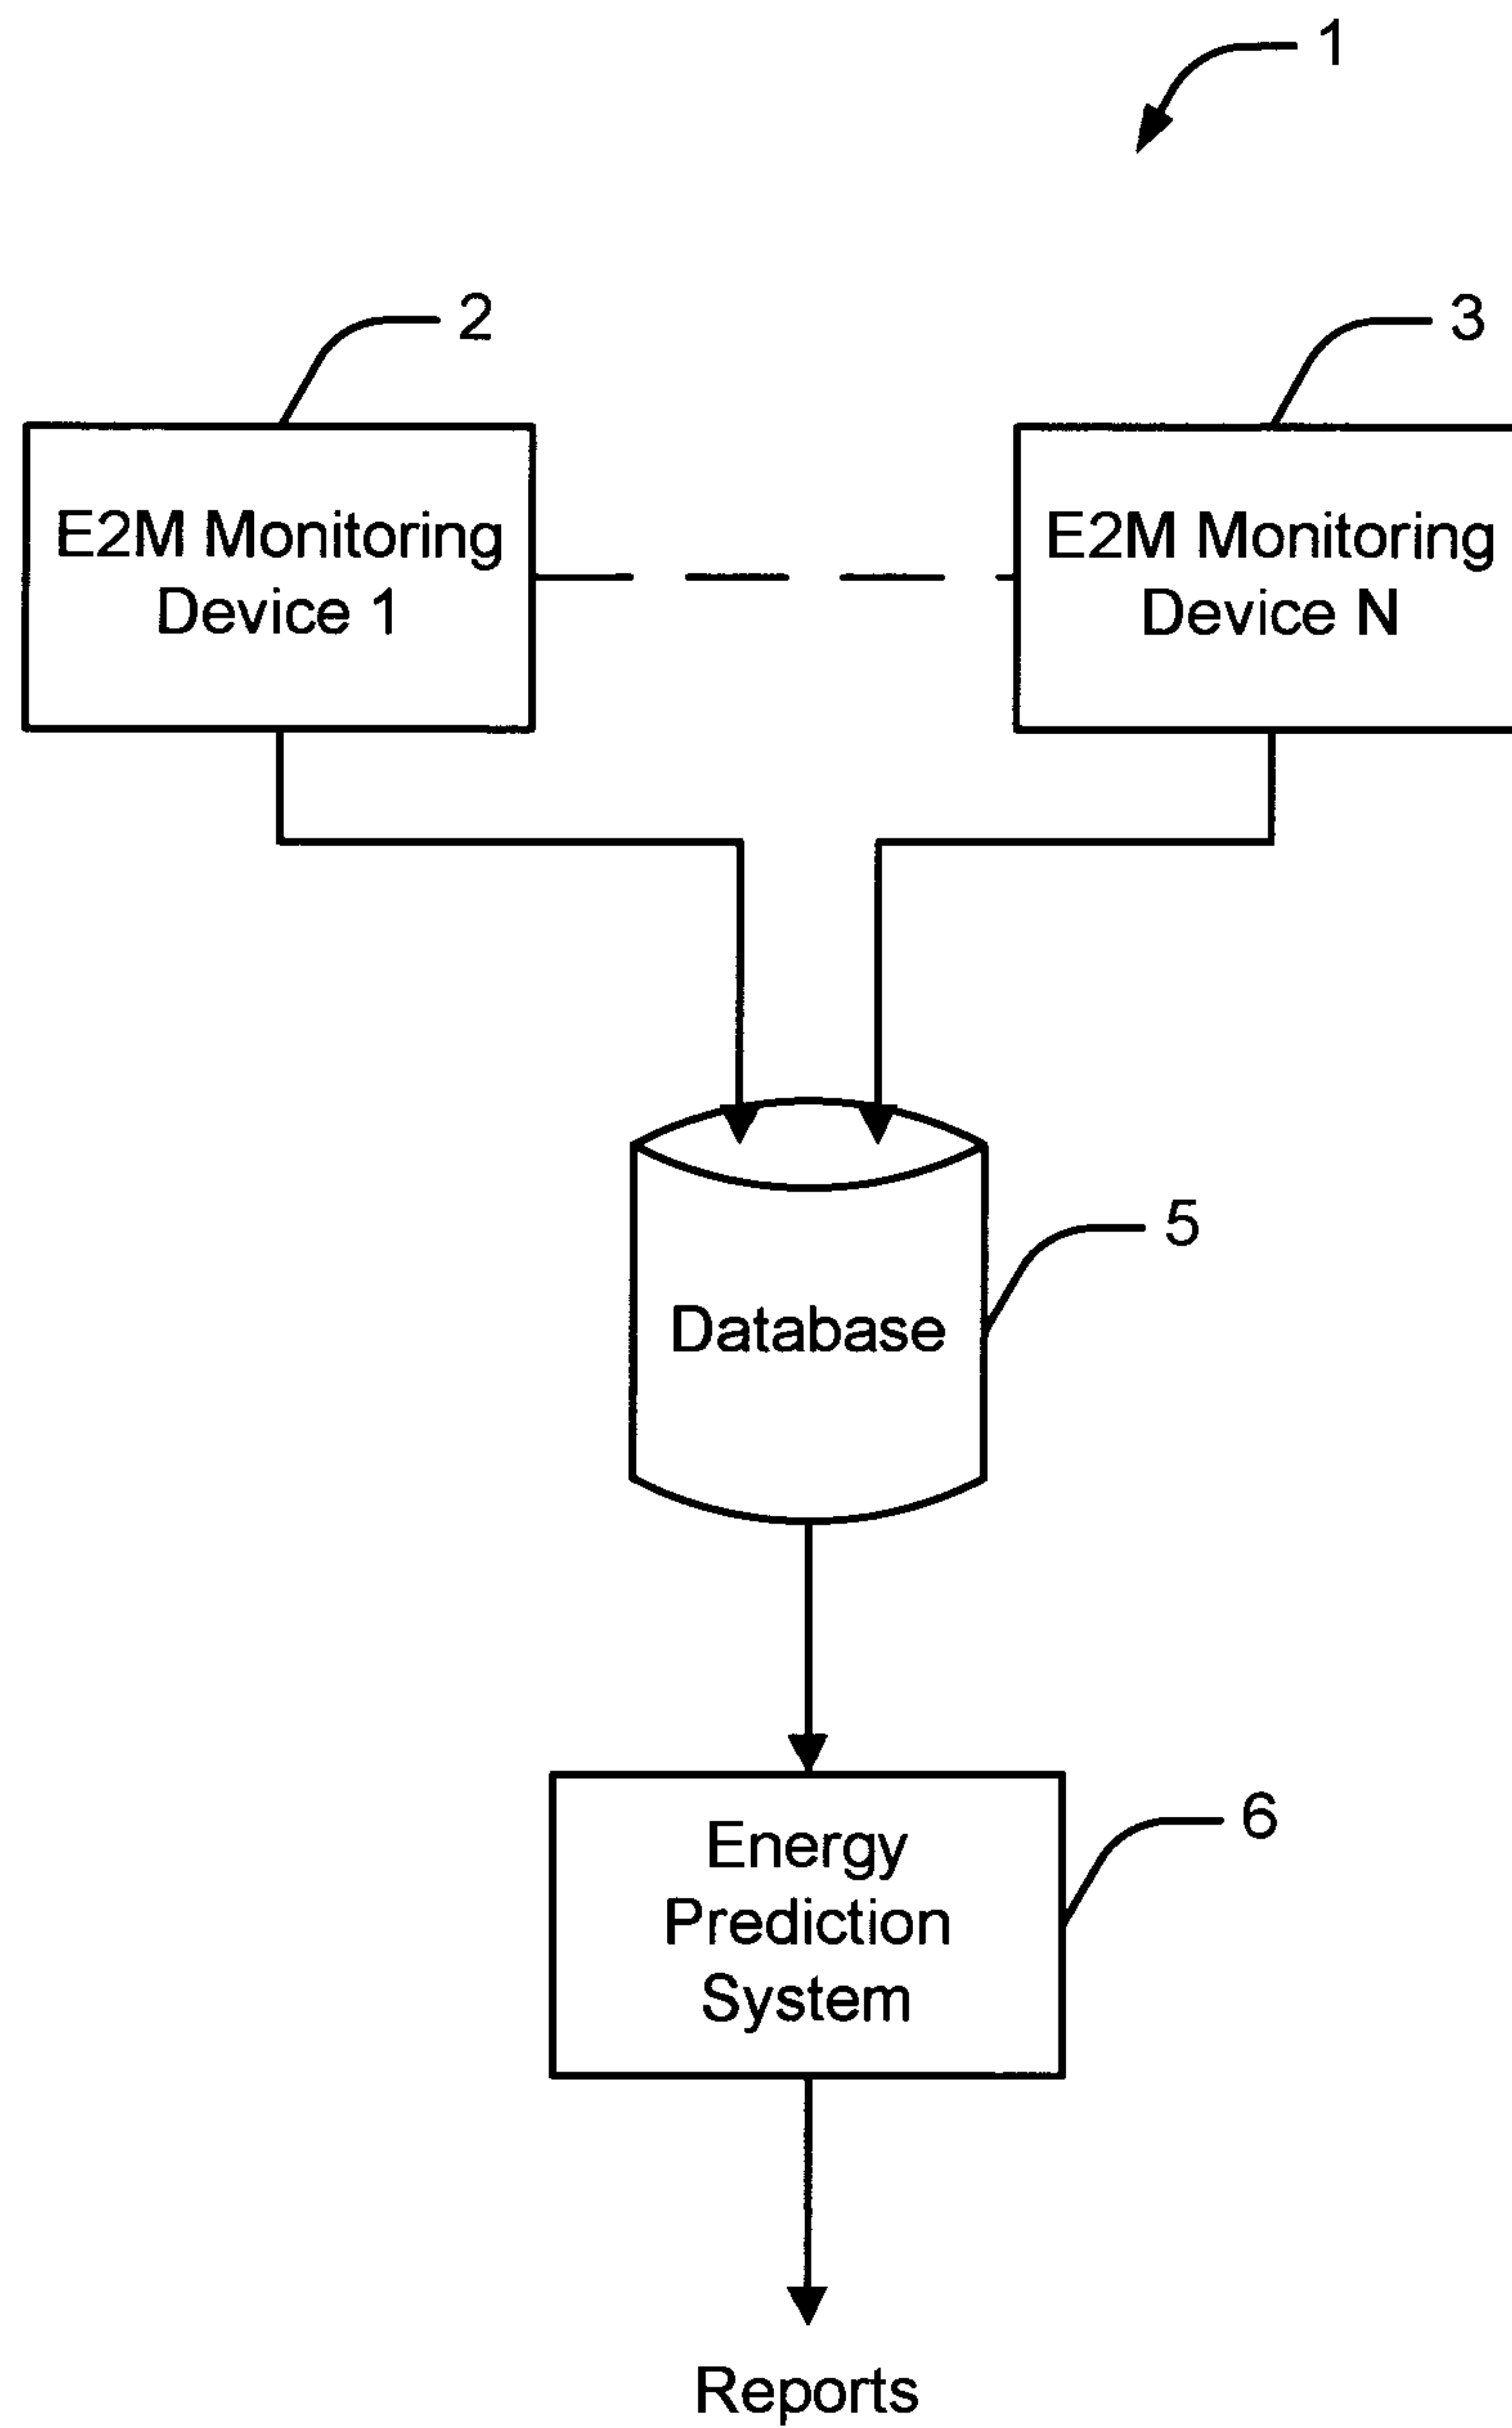 1
2
3
E2M Monitoring
Device 1
E2M Monitoring
Device N
5
Database
6
Energy
Prediction
System
Reports